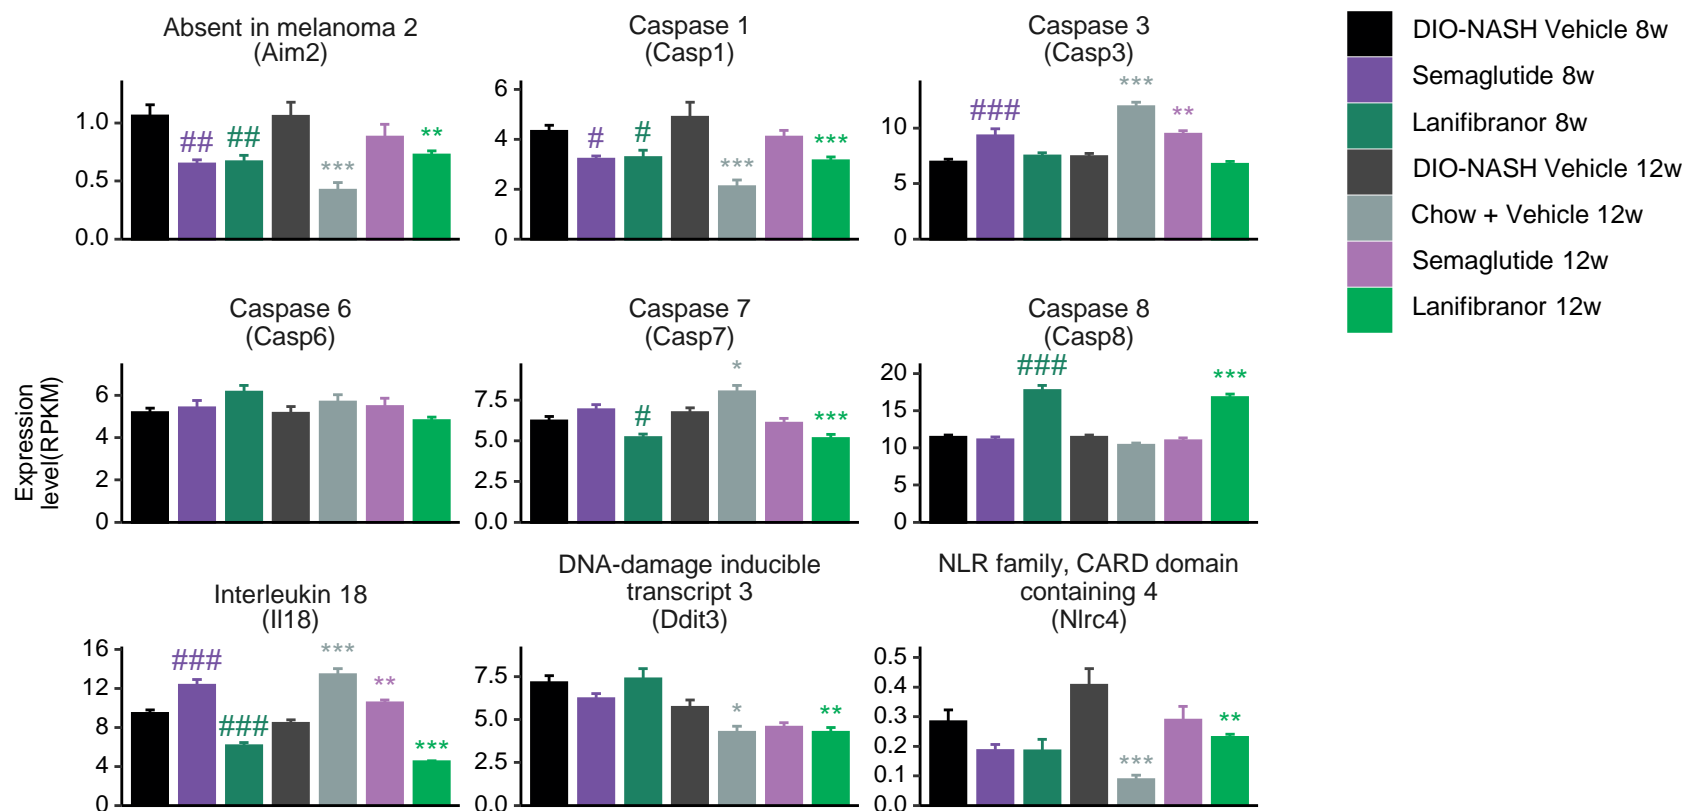 Absent in melanoma 2
(Aim2)
1.0
0.5
0.0
##
##
***
**
Caspase 1
(Casp1)
6
4
2
0
#
#
***
***
Caspase 3
(Casp3)
10
5
0
###
***
**
DIO-NASH Vehicle 8w
Semaglutide 8w
Lanifibranor 8w
DIO-NASH Vehicle 12w
Chow + Vehicle 12w
Semaglutide 12w
Lanifibranor 12w
Expression
level(RPKM)
Caspase 6
(Casp6)
6
4
2
0
Caspase 7
(Casp7)
7.5
5.0
2.5
0.0
#
*
***
Caspase 8
(Casp8)
20
15
10
5
0
###
***
Interleukin 18
(Il18)
16
12
8
4
0
###
###
***
**
***
DNA-damage inducible
transcript 3
(Ddit3)
7.5
5.0
2.5
0.0
*
**
NLR family, CARD domain
containing 4
(Nlrc4)
0.5
0.4
0.3
0.2
0.1
0.0
***
**